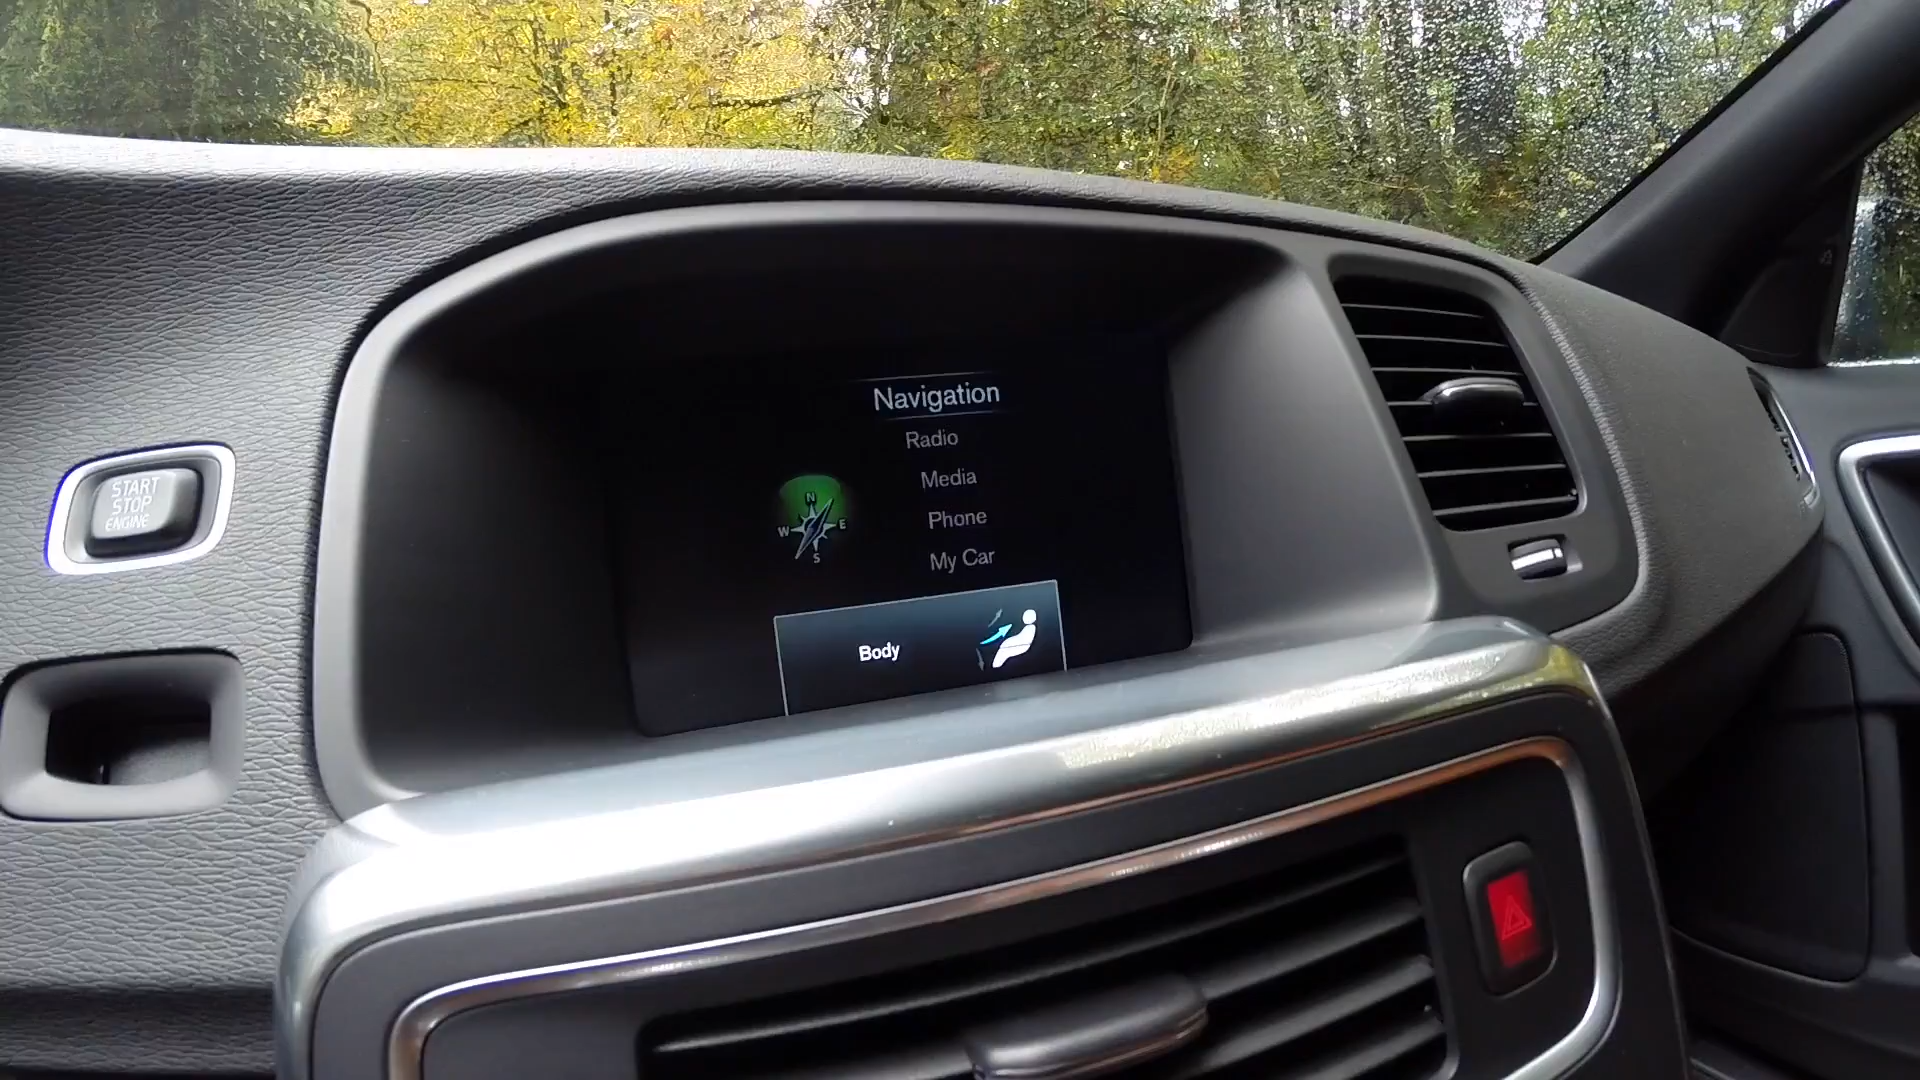 Navigation
Radio
Media
Phone
My Car
N
W
E
S
Body
START
STOP
ENGINE